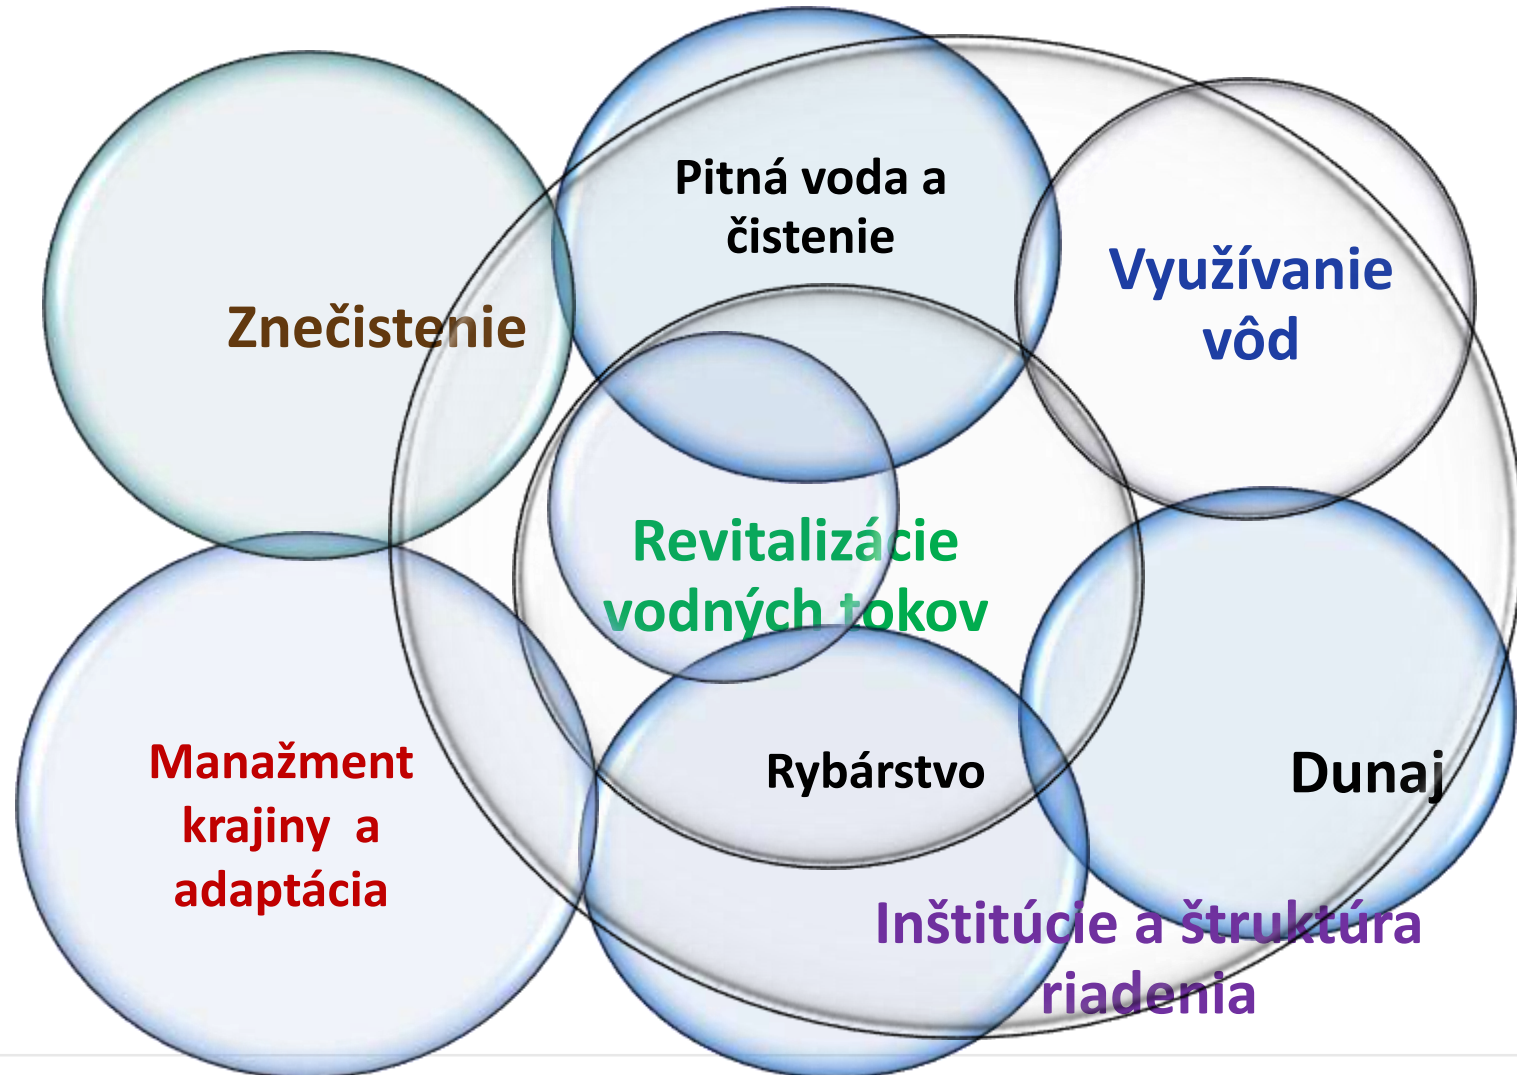 Pitná voda a
čistenie
Využívanie
vôd
Znečistenie
Revitalizácie
vodných tokov
Manažment
krajiny a
adaptácia
Rybárstvo
Dunaj
Inštitúcie a štruktúra
riadenia